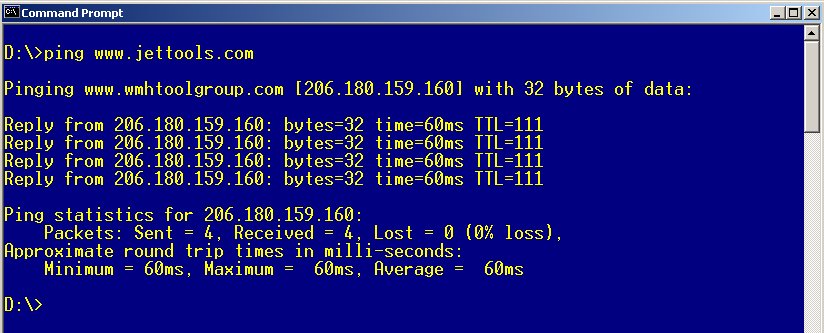 Command Prompt
D:\>ping www.jettools.com
Pinging www.wmhtoolgroup.com [206.180.159.160] with 32 bytes of data:
Reply from 206.180.159.160: bytes=32 time=60ms TTL=111
Reply from 206.180.159.160: bytes=32 time=60ms TTL=111
Reply from 206.180.159.160: bytes=32 time=60ms TTL=111
Reply from 206.180.159.160: bytes=32 time=60ms TTL=111
Ping statistics for 206.180.159.160:
    Packets: Sent = 4, Received = 4, Lost = 0 (0% loss),
Approximate round trip times in milli-seconds:
    Minimum = 60ms, Maximum =  60ms, Average =  60ms
D:\>